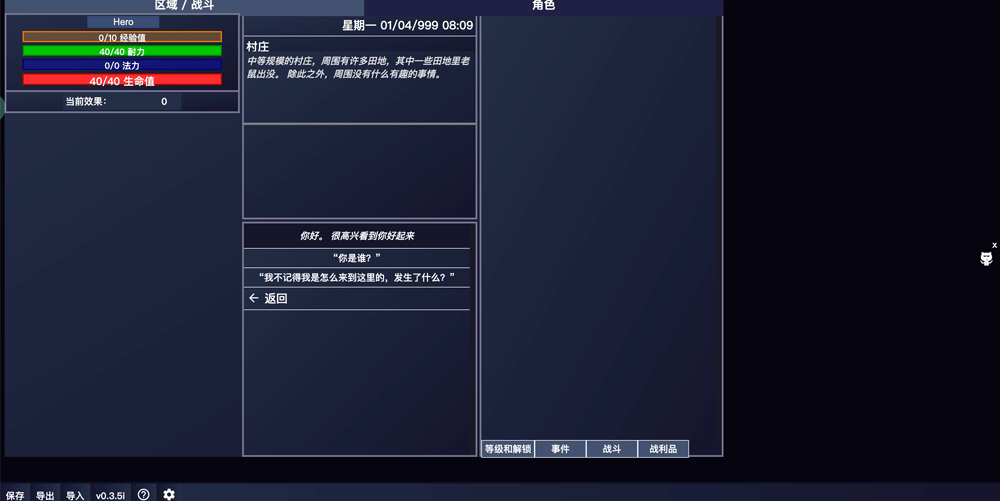 区域 / 战斗
角色
Hero
0/10 经验值
40/40 耐力
0/0 法力
40/40 生命值
当前效果： 0
星期一 01/04/999 08:09
村庄
中等规模的村庄，周围有许多田地，其中一些田地里老
鼠出没。 除此之外，周围没有什么有趣的事情。
你好。 很高兴看到你好起来
“你是谁？”
“我不记得我是怎么来到这里的，发生了什么？”
← 返回
等级和解锁 事件 战斗 战利品
x
保存 导出 导入 v0.3.5i